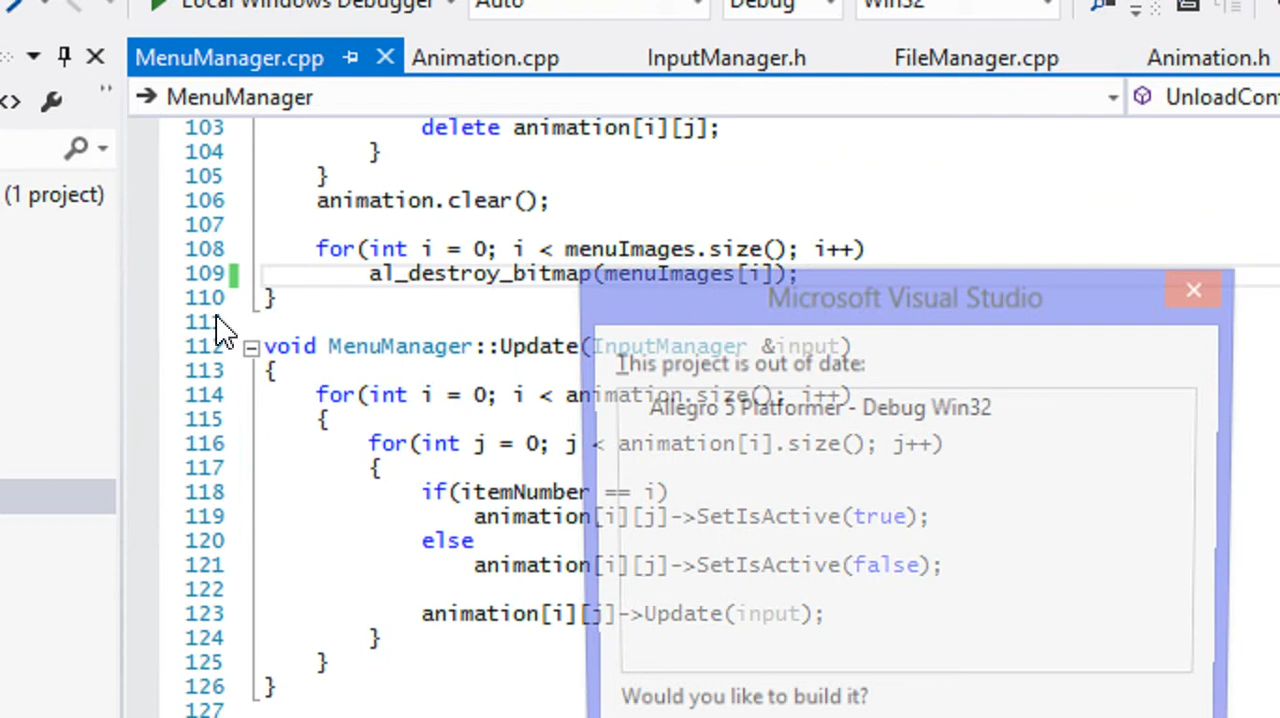 Local Windows Debugger Auto Debug Win32
MenuManager.cpp Animation.cpp InputManager.h FileManager.cpp Animation.h
<> MenuManager UnloadCont
103 delete animation[i][j];
104 }
(1 project)
105 }
106 animation.clear();
107
108 for(int i = 0; i < menuImages.size(); i++)
109 al_destroy_bitmap(menuImages[i]);
110 }
Microsoft Visual Studio
112 void MenuManager::Update(InputManager &input)
This project is out of date:
113 {
114 for(int i = 0; i < animation.size(); i++)
Allegro 5 Platformer - Debug Win32
115 {
116 for(int j = 0; j < animation[i].size(); j++)
117 {
118 if(itemNumber == i)
119 animation[i][j]->SetIsActive(true);
120 else
121 animation[i][j]->SetIsActive(false);
122
123 animation[i][j]->Update(input);
124 }
125 }
126 }
Would you like to build it?
127